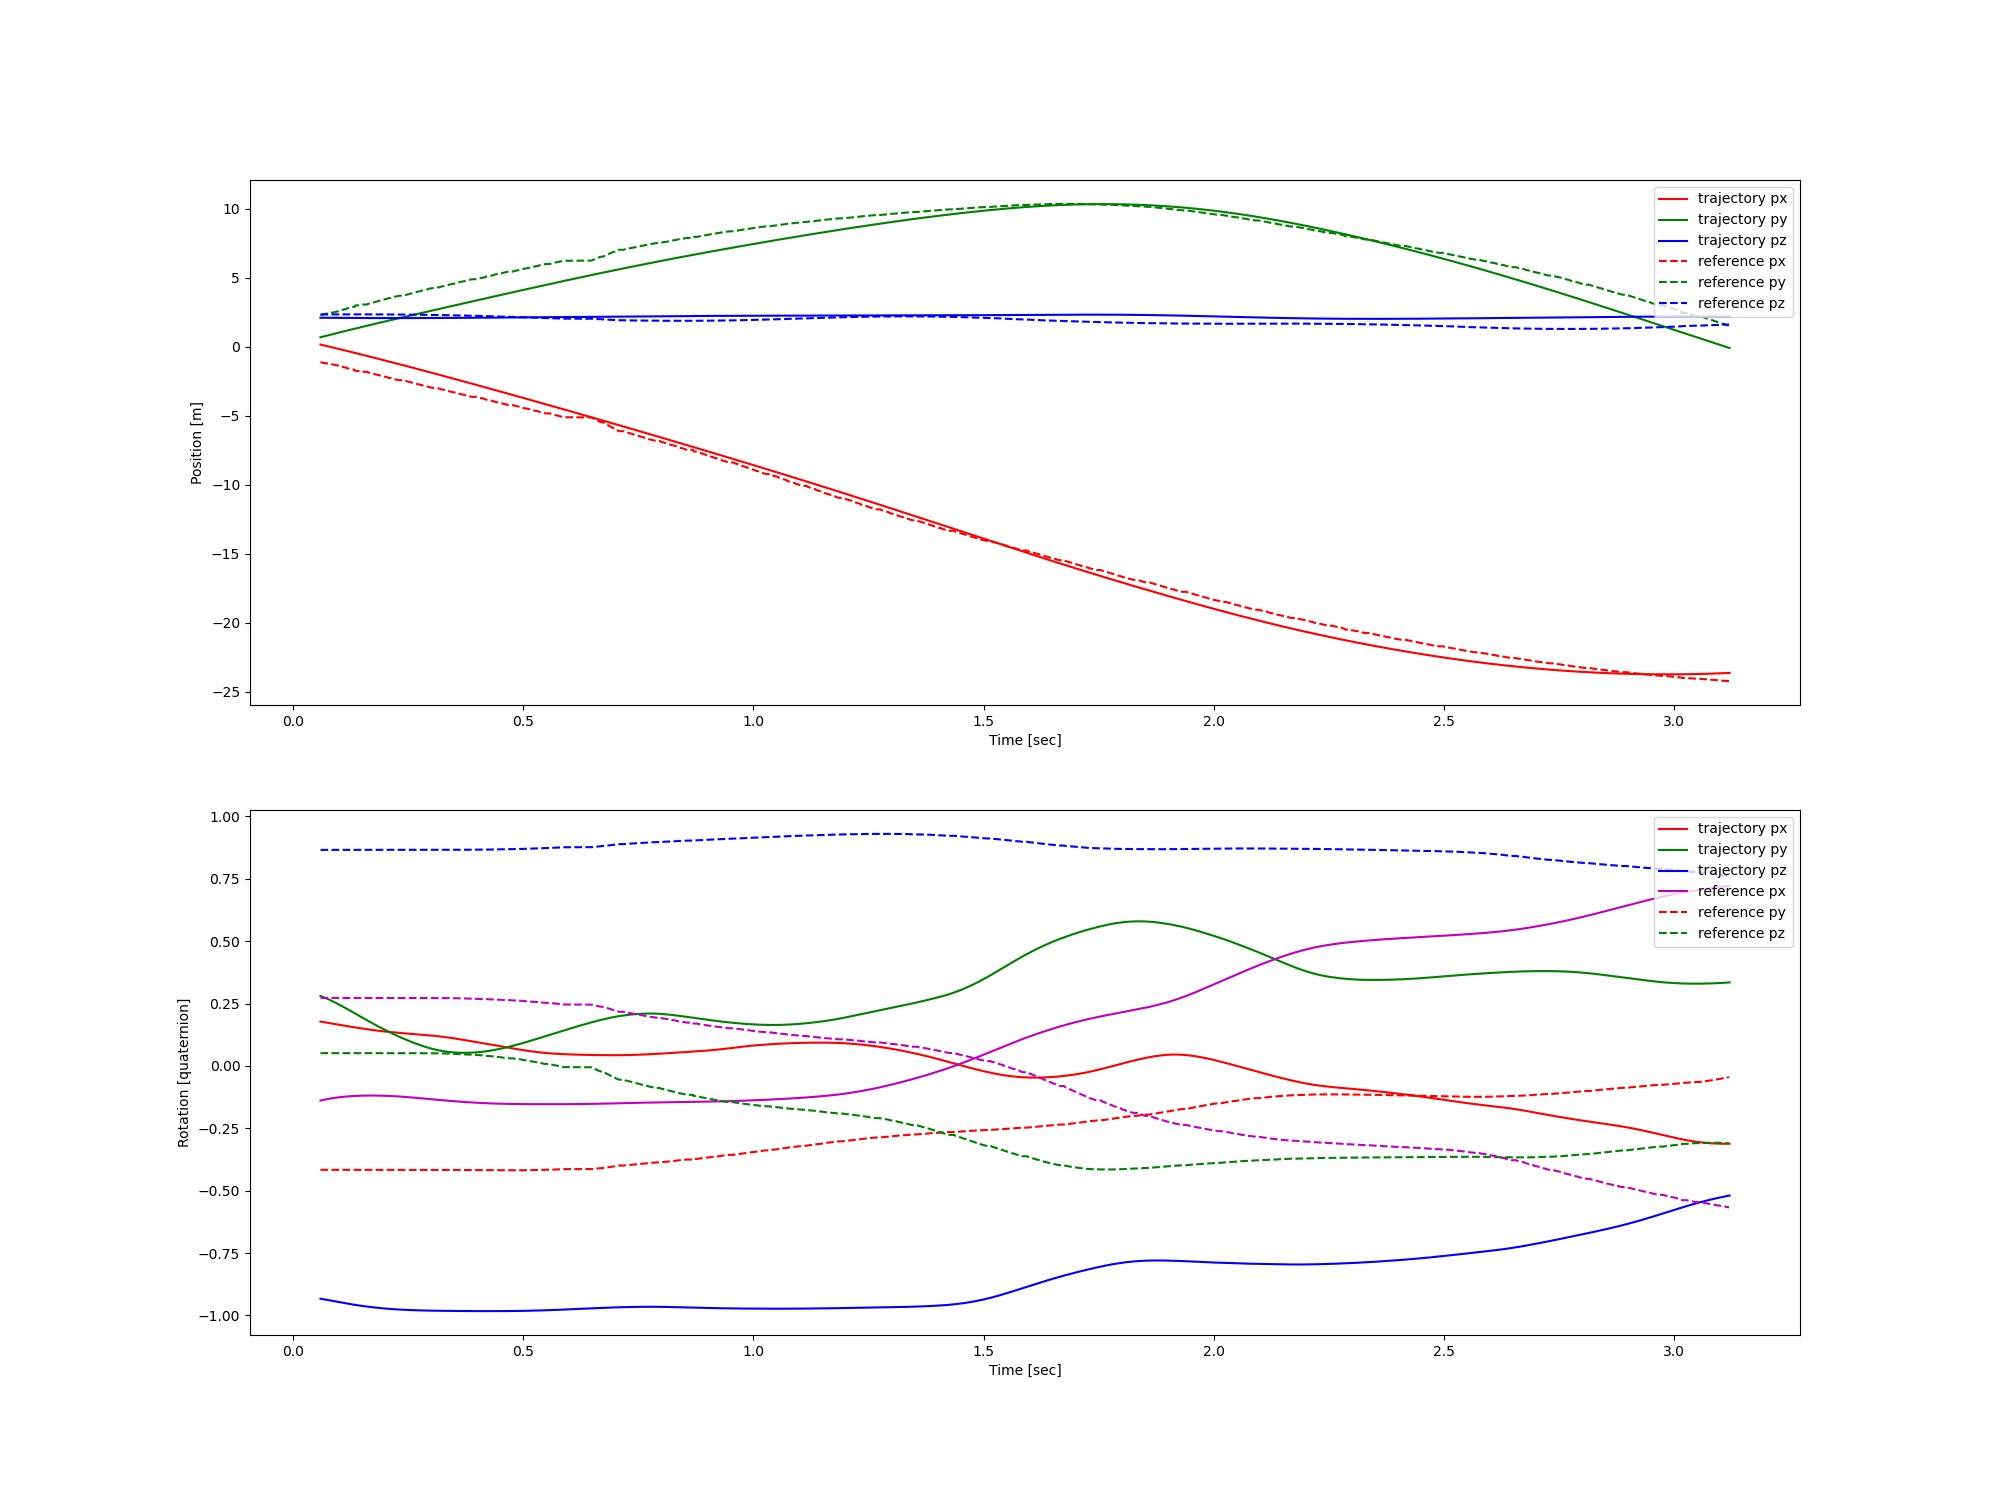 10
5
0
−5
−10
−15
−20
−25
Position [m]
0.0 0.5 1.0 1.5 2.0 2.5 3.0
Time [sec]
trajectory px
trajectory py
trajectory pz
reference px
reference py
reference pz
1.00
0.75
0.50
0.25
0.00
−0.25
−0.50
−0.75
−1.00
Rotation [quaternion]
0.0 0.5 1.0 1.5 2.0 2.5 3.0
Time [sec]
trajectory px
trajectory py
trajectory pz
reference px
reference py
reference pz